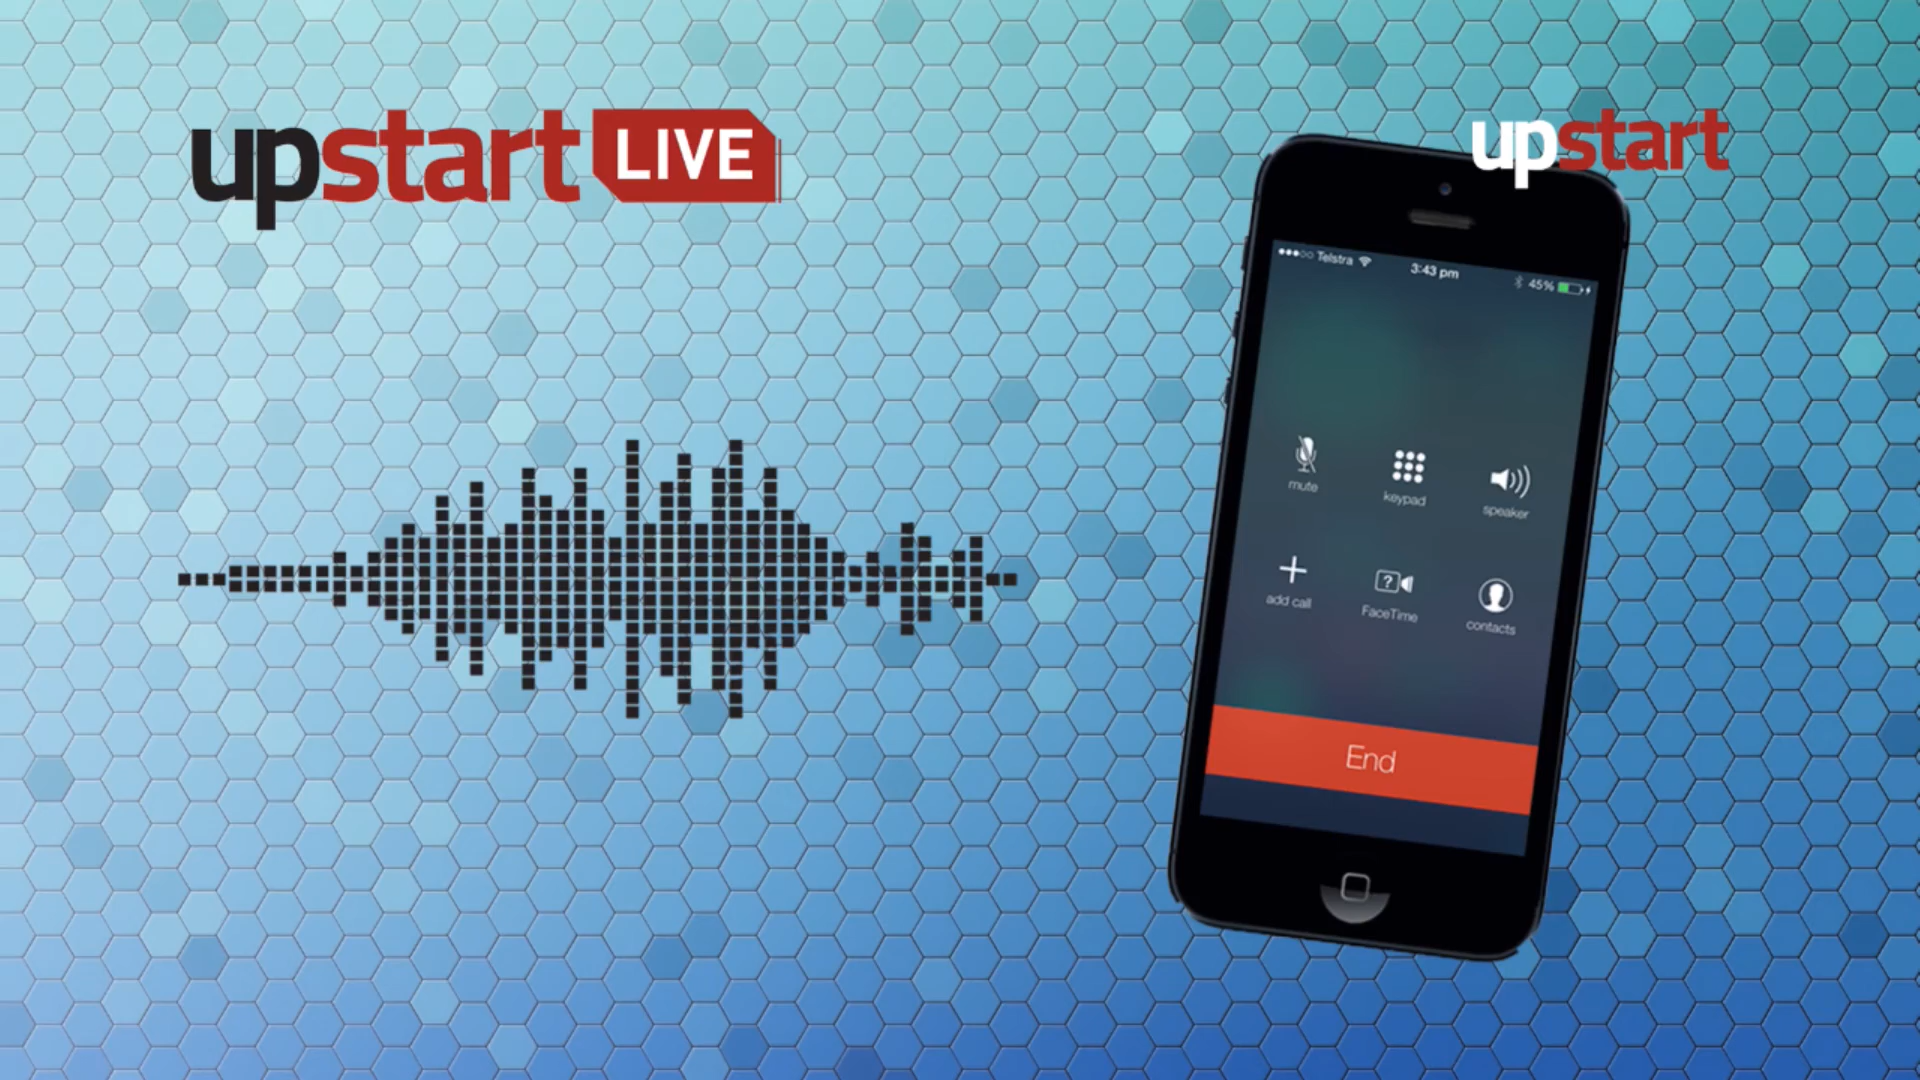 upstart LIVE
upstart
Telstra 3:43 pm 45%
mute keypad speaker
add call FaceTime contacts
End